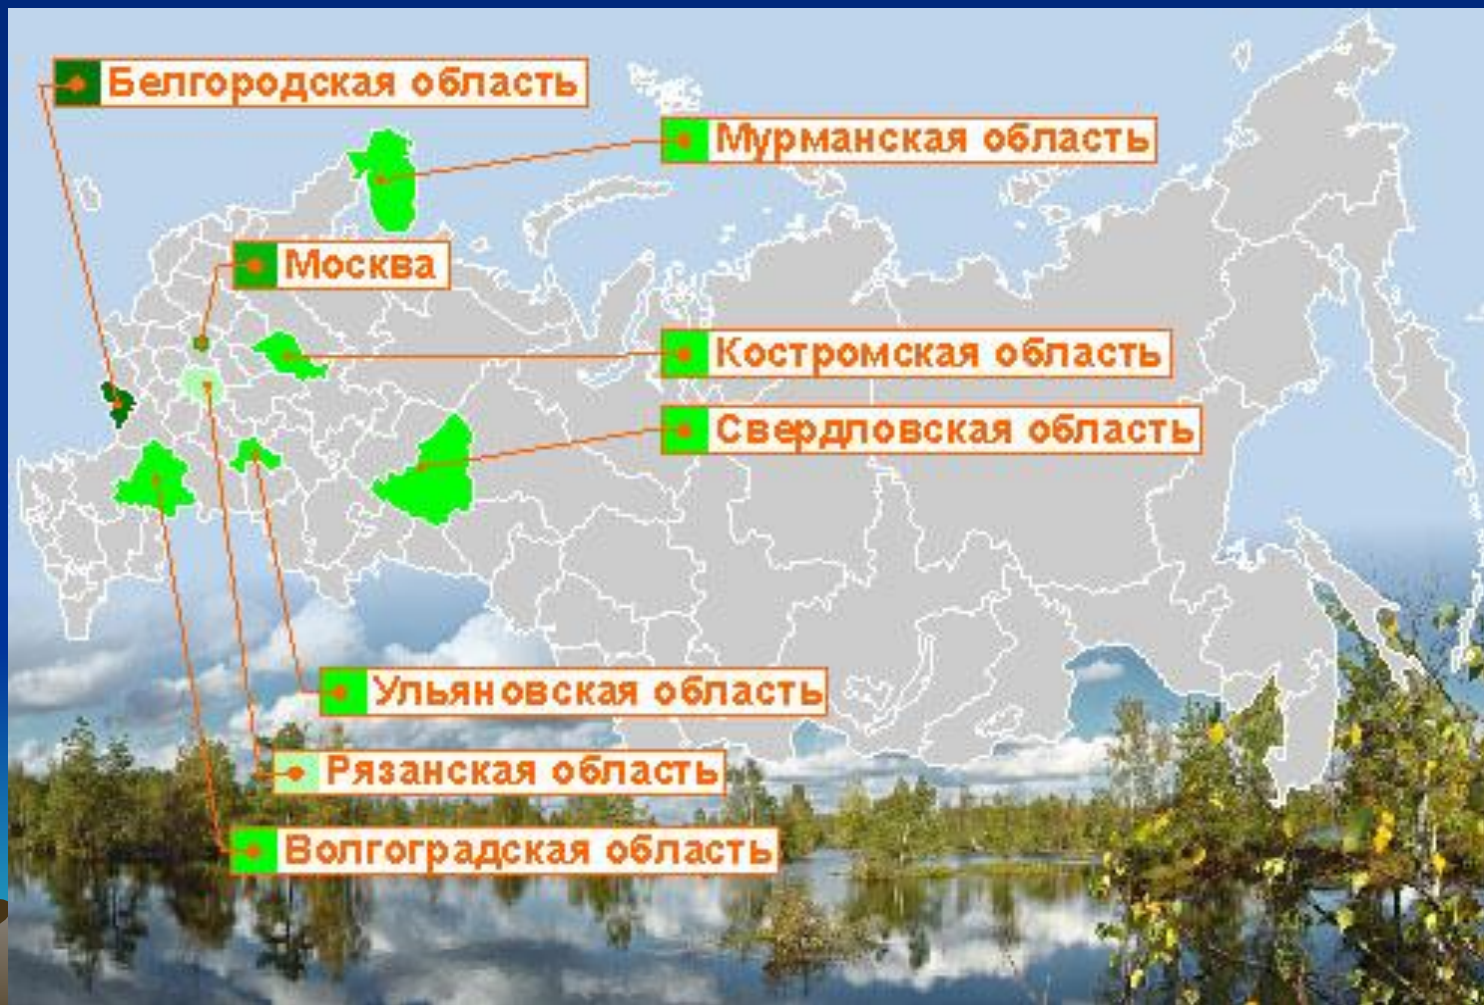 Белгородская область
Мурманская область
Москва
Костромская область
Свердловская область
Ульяновская область
Рязанская область
Волгоградская область